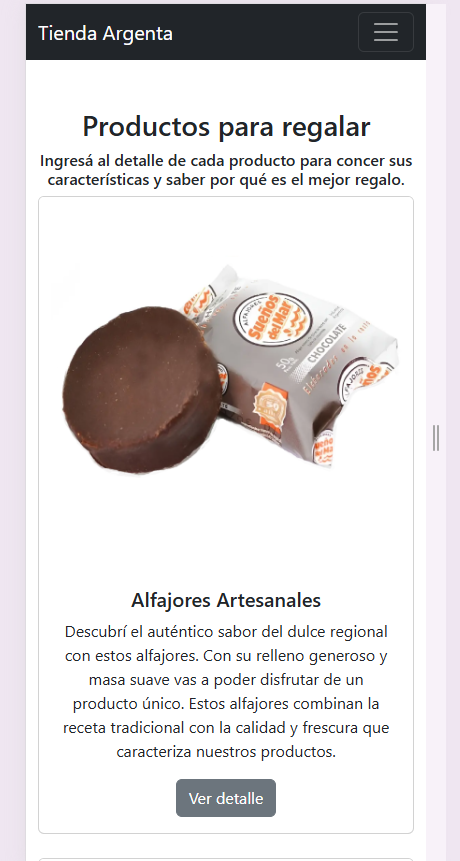 Tienda Argenta
Productos para regalar
Ingresá al detalle de cada producto para concer sus
características y saber por qué es el mejor regalo.
ALFAJORES
Sueños
del Mar
CHOCOLATE
50g
Alfajores Artesanales
Descubrí el auténtico sabor del dulce regional
con estos alfajores. Con su relleno generoso y
masa suave vas a poder disfrutar de un
producto único. Estos alfajores combinan la
receta tradicional con la calidad y frescura que
caracteriza nuestros productos.
Ver detalle